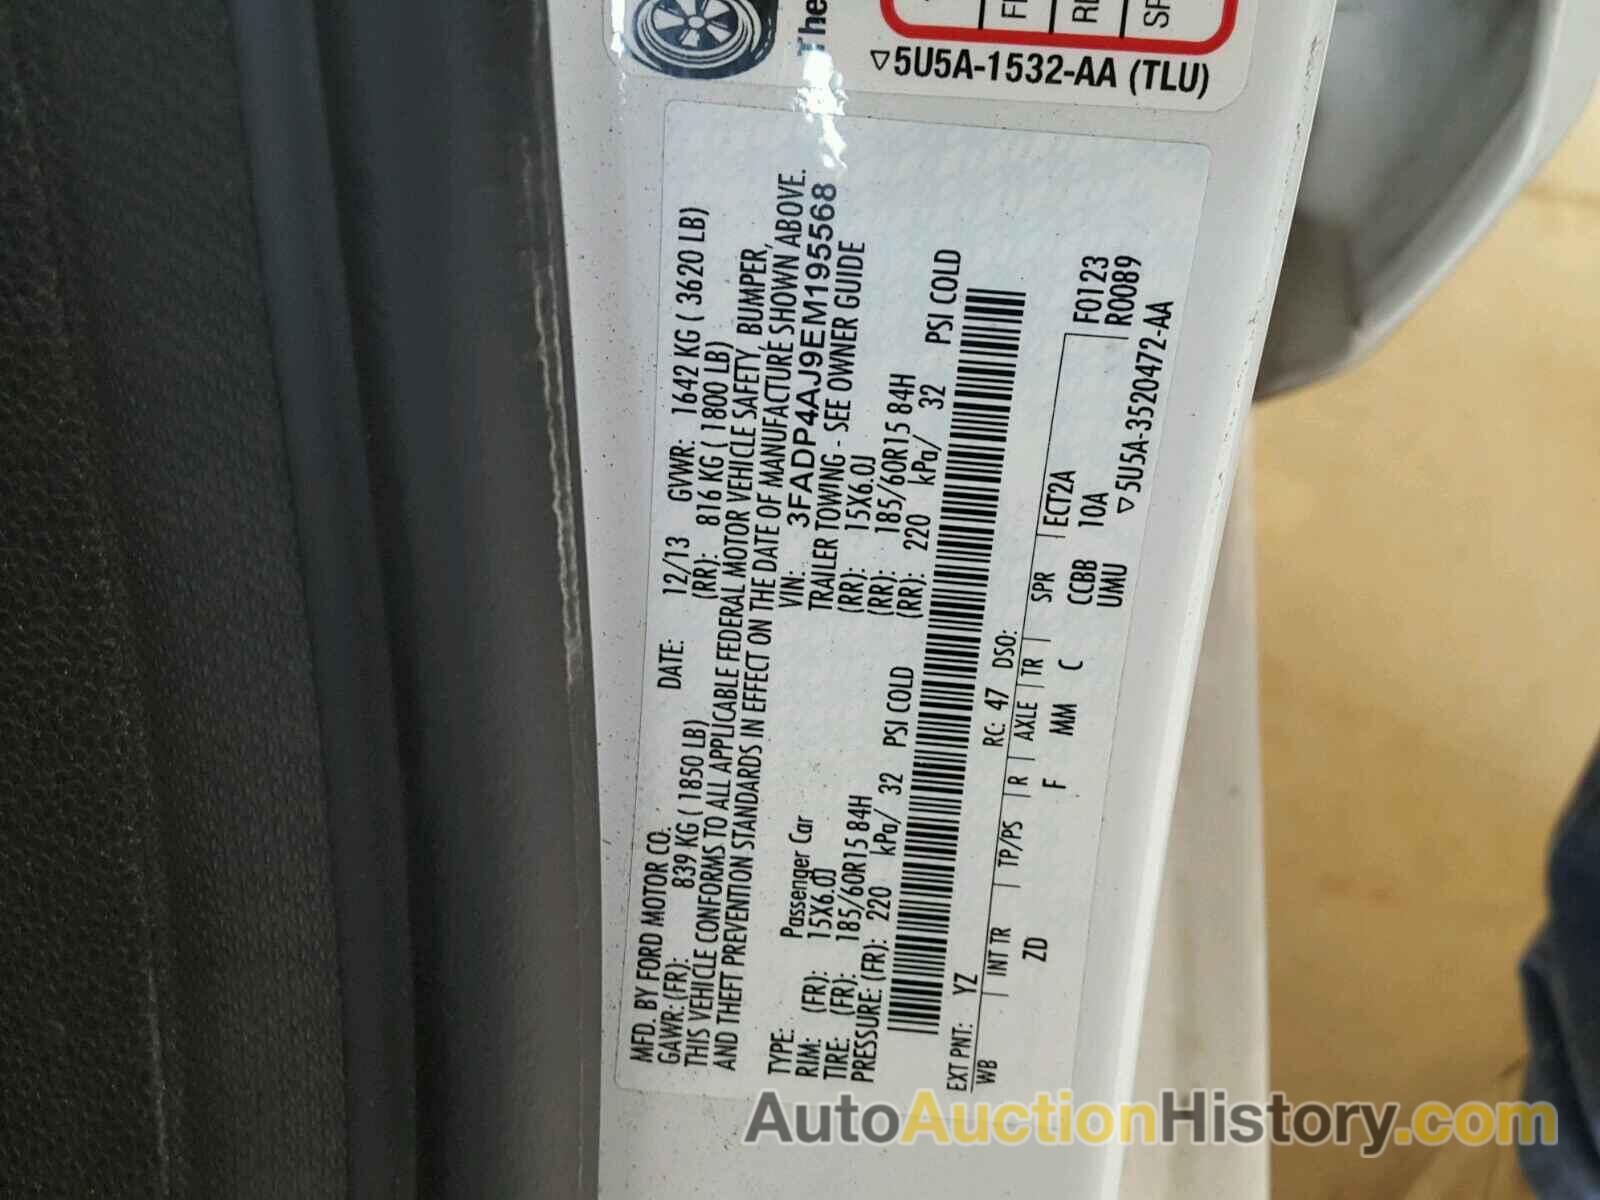 The
FR
RE
SP
▽5U5A-1532-AA (TLU)
MFD. BY FORD MOTOR CO.
DATE: 12/13 GVWR: 1642 KG ( 3620 LB)
GAWR: (FR): 839 KG ( 1850 LB) (RR): 816 KG ( 1800 LB)
THIS VEHICLE CONFORMS TO ALL APPLICABLE FEDERAL MOTOR VEHICLE SAFETY, BUMPER,
AND THEFT PREVENTION STANDARDS IN EFFECT ON THE DATE OF MANUFACTURE SHOWN ABOVE.
VIN: 3FADP4AJ9EM195568
TYPE: Passenger Car TRAILER TOWING - SEE OWNER GUIDE
RIM: (FR): 15X6.0J (RR): 15X6.0J
TIRE: (FR): 185/60R15 84H (RR): 185/60R15 84H
PRESSURE: (FR): 220 kPa/ 32 PSI COLD (RR): 220 kPa/ 32 PSI COLD
EXT PNT: YZ RC: 47 DSO: F0123
WB INT TR TP/PS R AXLE TR SPR ECT2A R0089
ZD F MM C CCBB 10A
UMU ▽5U5A-3520472-AA
AutoAuctionHistory.com